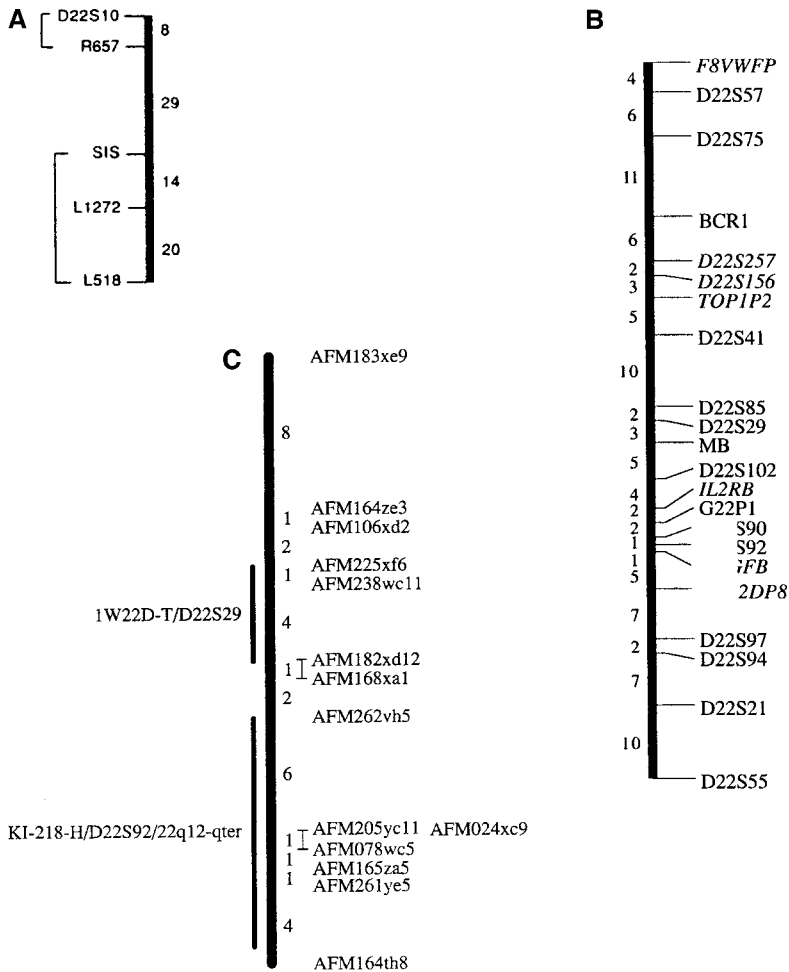 A
D22S10
8
R657
29
SIS
14
L1272
20
L518
B
F8VWFP
4
D22S57
6
D22S75
11
BCR1
6
D22S257
2
D22S156
3
TOP1P2
5
D22S41
10
D22S85
2
D22S29
3
MB
5
D22S102
4
IL2RB
2
G22P1
2
S90
1
S92
1
FB
5
2DP8
7
D22S97
2
D22S94
7
D22S21
10
D22S55
C
AFM183xe9
8
AFM164ze3
1
AFM106xd2
2
AFM225xf6
1
AFM238wc11
1W22D-T/D22S29
4
AFM182xd12
1
AFM168xa1
2
AFM262vh5
6
KI-218-H/D22S92/22q12-qter
AFM205yc11 AFM024xc9
1
AFM078wc5
1
AFM165za5
1
AFM261ye5
4
AFM164th8